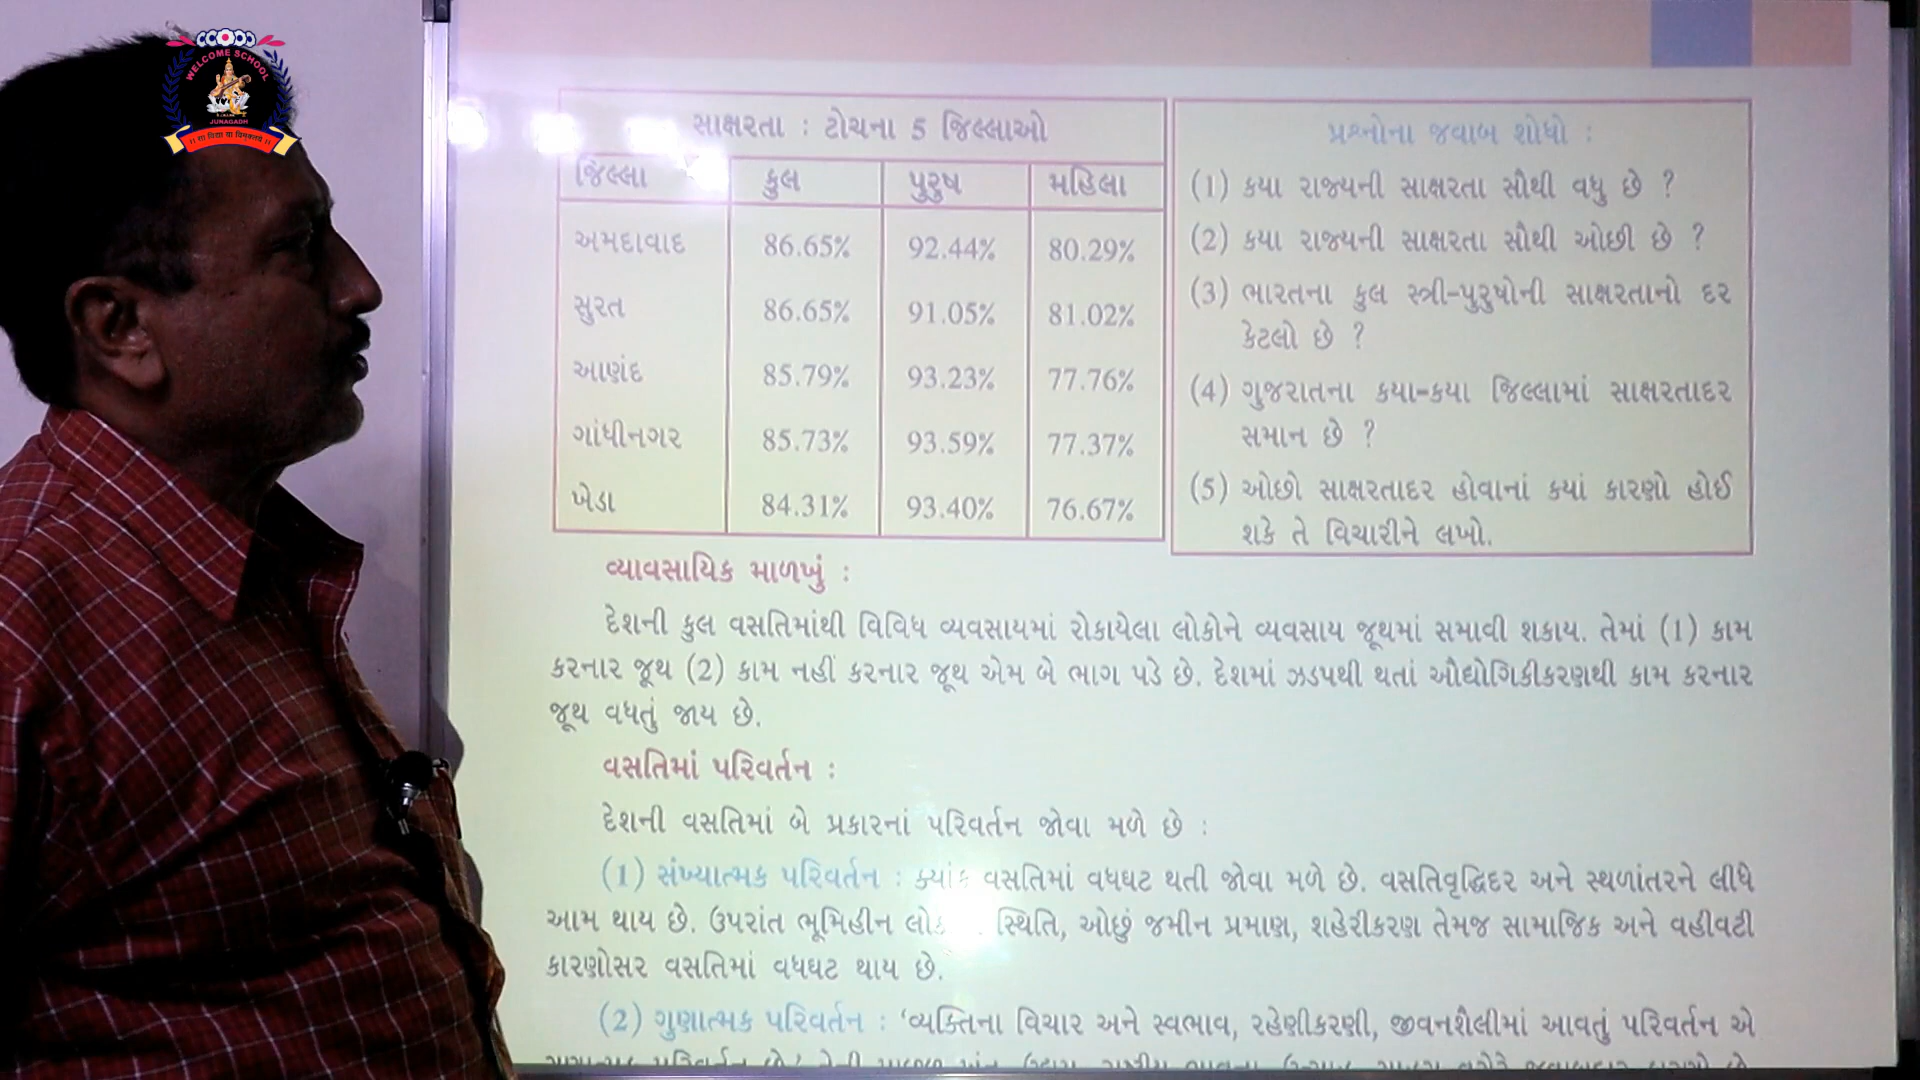 WELCOME SCHOOL
JUNAGADH
|| સા વિદ્યા યા વિમુક્તયે ||
સાક્ષરતા : ટોચના 5 જિલ્લાઓ
જિલ્લા કુલ પુરુષ મહિલા
અમદાવાદ 86.65% 92.44% 80.29%
સુરત 86.65% 91.05% 81.02%
આણંદ 85.79% 93.23% 77.76%
ગાંધીનગર 85.73% 93.59% 77.37%
ખેડા 84.31% 93.40% 76.67%
પ્રશ્નોના જવાબ શોધો :
(1) કયા રાજ્યની સાક્ષરતા સૌથી વધુ છે ?
(2) કયા રાજ્યની સાક્ષરતા સૌથી ઓછી છે ?
(3) ભારતના કુલ સ્ત્રી-પુરુષોની સાક્ષરતાનો દર
કેટલો છે ?
(4) ગુજરાતના કયા-કયા જિલ્લામાં સાક્ષરતાદર
સમાન છે ?
(5) ઓછો સાક્ષરતાદર હોવાનાં કયાં કારણો હોઈ
શકે તે વિચારીને લખો.
વ્યાવસાયિક માળખું :
દેશની કુલ વસતિમાંથી વિવિધ વ્યવસાયમાં રોકાયેલા લોકોને વ્યવસાય જૂથમાં સમાવી શકાય. તેમાં (1) કામ
કરનાર જૂથ (2) કામ નહીં કરનાર જૂથ એમ બે ભાગ પડે છે. દેશમાં ઝડપથી થતાં ઔદ્યોગિકીકરણથી કામ કરનાર
જૂથ વધતું જાય છે.
વસતિમાં પરિવર્તન :
દેશની વસતિમાં બે પ્રકારનાં પરિવર્તન જોવા મળે છે :
(1) સંખ્યાત્મક પરિવર્તન : ક્યાંક વસતિમાં વધઘટ થતી જોવા મળે છે. વસતિવૃદ્ધિદર અને સ્થળાંતરને લીધે
આમ થાય છે. ઉપરાંત ભૂમિહીન સ્થિતિ, ઓછું જમીન પ્રમાણ, શહેરીકરણ તેમજ સામાજિક અને વહીવટી
કારણોસર વસતિમાં વધઘટ થાય છે.
(2) ગુણાત્મક પરિવર્તન : 'વ્યક્તિના વિચાર અને સ્વભાવ, રહેણીકરણી, જીવનશૈલીમાં આવતું પરિવર્તન એ